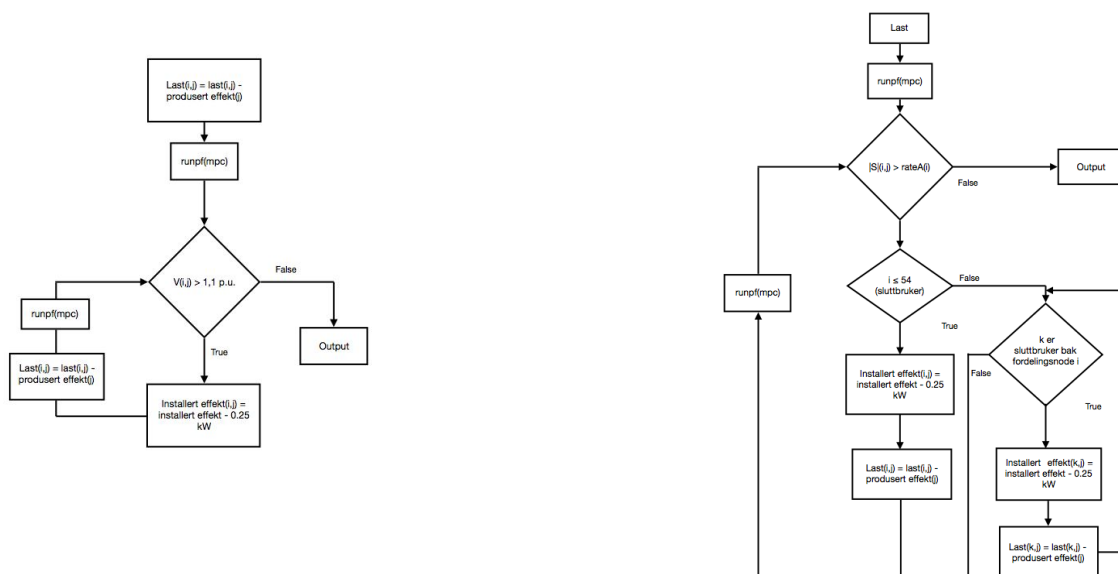 Last(i,j) = last(i,j) -
produsert effekt(j)
runpf(mpc)
V(i,j) > 1,1 p.u.
False
Output
True
Installert effekt(i,j) =
installert effekt - 0.25
kW
Last(i,j) = last(i,j) -
produsert effekt(j)
runpf(mpc)
Last
runpf(mpc)
|S|(i,j) > rateA(i)
False
Output
i ≤ 54
(sluttbruker)
False
True
runpf(mpc)
Installert effekt(i,j) =
installert effekt - 0.25
kW
Last(i,j) = last(i,j) -
produsert effekt(j)
k er
sluttbruker bak
fordelingsnode i
False
True
Installert effekt(k,j) =
installert effekt - 0.25
kW
Last(k,j) = last(k,j) -
produsert effekt(j)